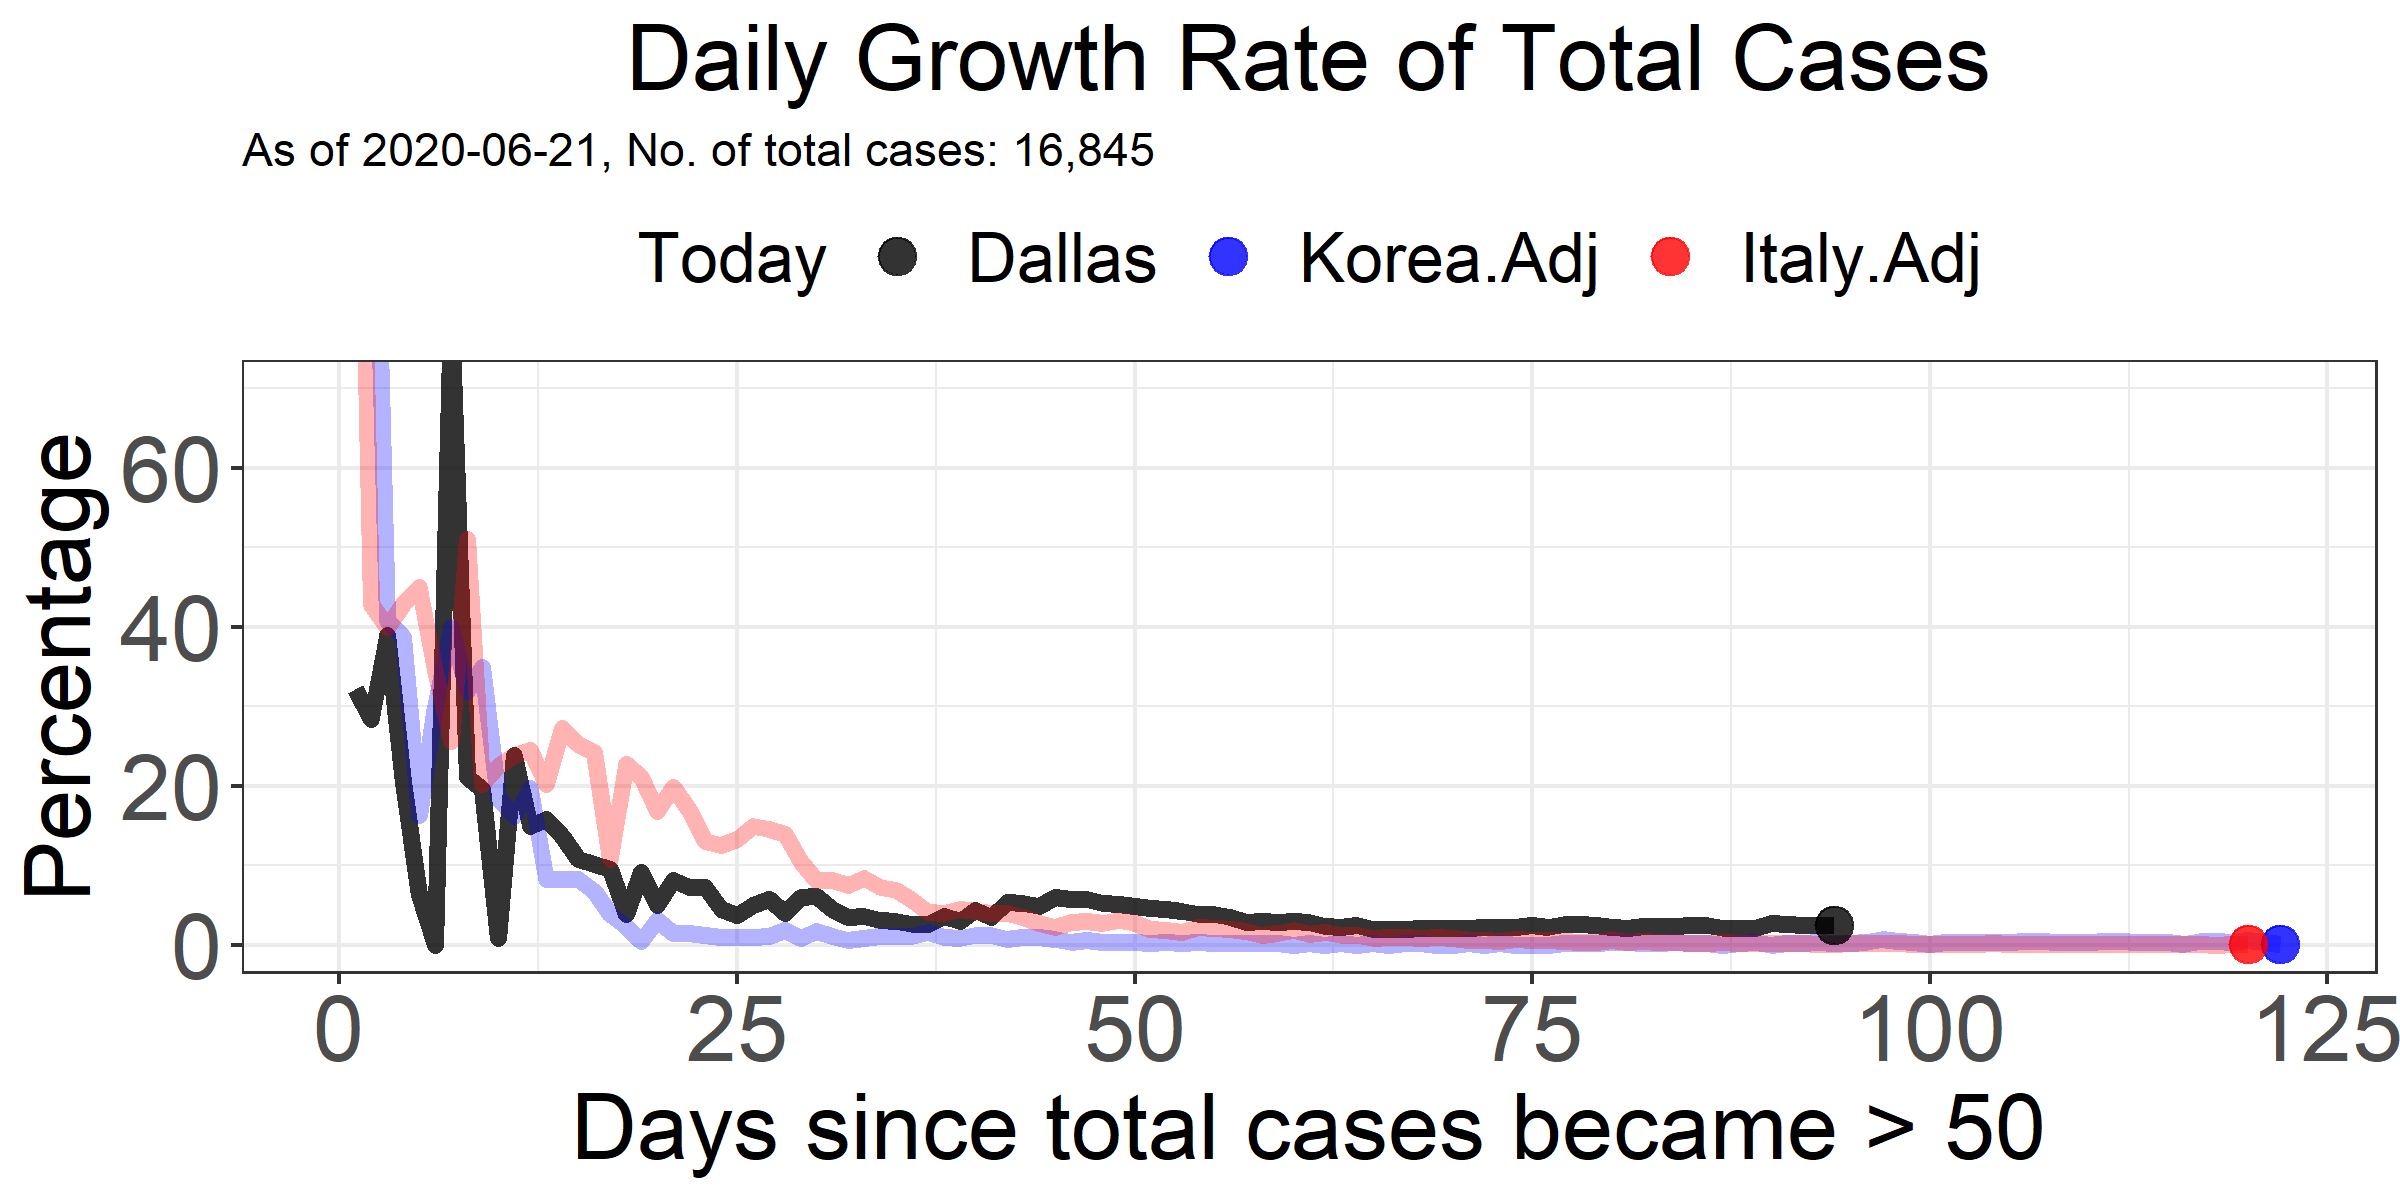 Daily Growth Rate of Total Cases
As of 2020-06-21, No. of total cases: 16,845
Today Dallas Korea.Adj Italy.Adj
Percentage
60
40
20
0
0 25 50 75 100 125
Days since total cases became > 50